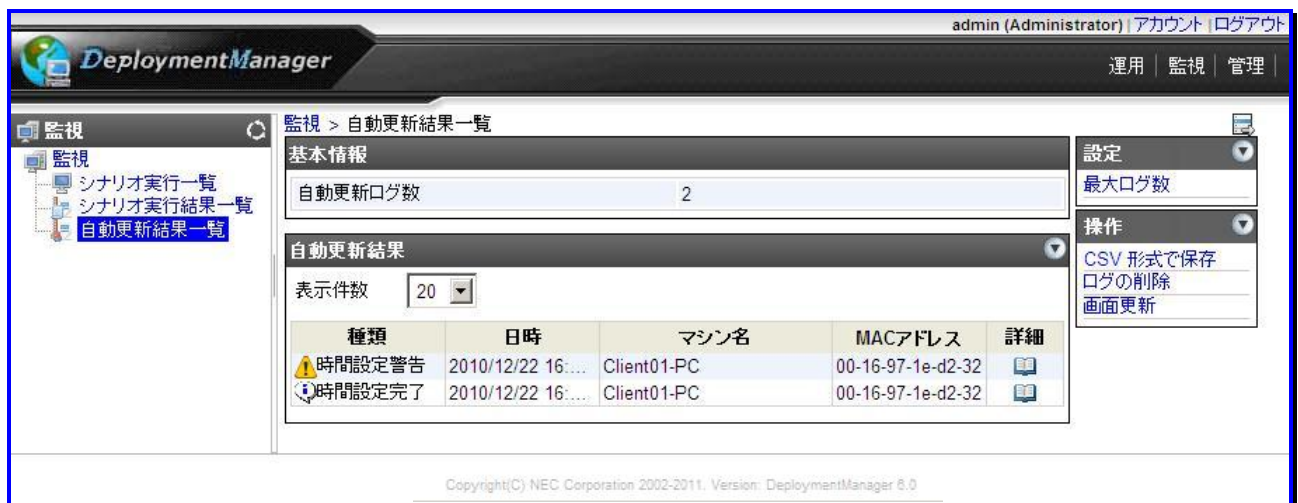 admin (Administrator) | アカウント | ログアウト
DeploymentManager
運用 | 監視 | 管理 |
監視
監視
シナリオ実行一覧
シナリオ実行結果一覧
自動更新結果一覧
監視 > 自動更新結果一覧
基本情報
自動更新ログ数 2
自動更新結果
表示件数 20
種類 日時 マシン名 MACアドレス 詳細
時間設定警告 2010/12/22 16:... Client01-PC 00-16-97-1e-d2-32
時間設定完了 2010/12/22 16:... Client01-PC 00-16-97-1e-d2-32
設定
最大ログ数
操作
CSV 形式で保存
ログの削除
画面更新
Copyright(C) NEC Corporation 2002-2011. Version: DeploymentManager 6.0